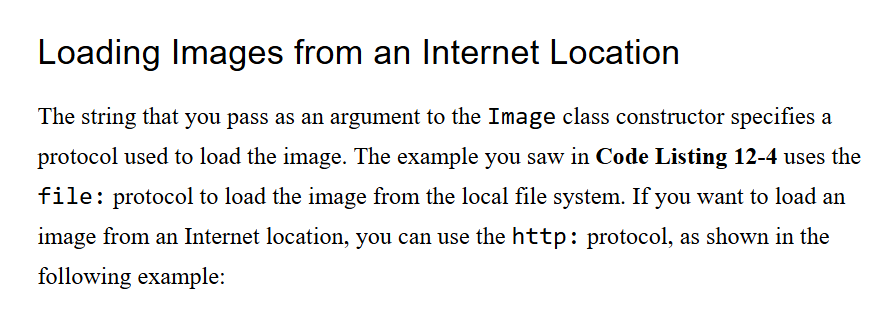 Loading Images from an Internet Location
The string that you pass as an argument to the Image class constructor specifies a
protocol used to load the image. The example you saw in Code Listing 12-4 uses the
file: protocol to load the image from the local file system. If you want to load an
image from an Internet location, you can use the http: protocol, as shown in the
following example: